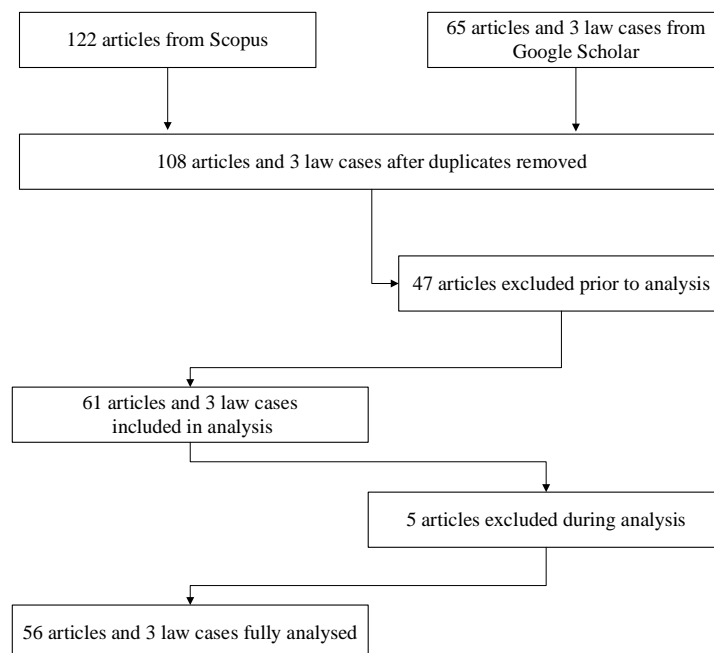 122 articles from Scopus
65 articles and 3 law cases from
Google Scholar
108 articles and 3 law cases after duplicates removed
47 articles excluded prior to analysis
61 articles and 3 law cases
included in analysis
5 articles excluded during analysis
56 articles and 3 law cases fully analysed